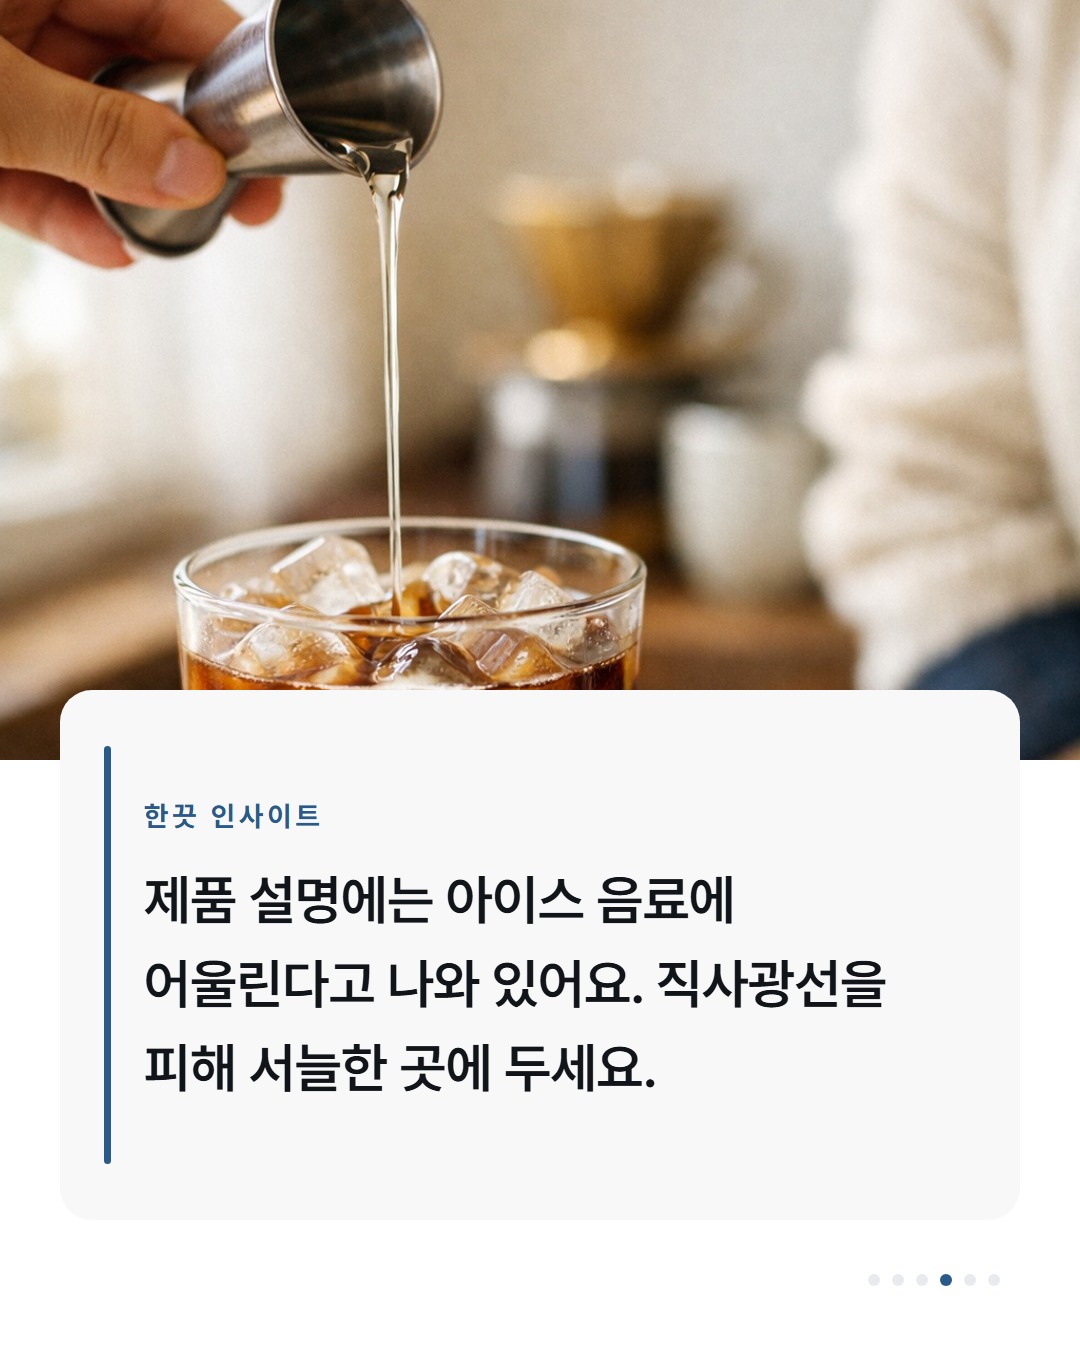 한끗 인사이트
제품 설명에는 아이스 음료에
어울린다고 나와 있어요. 직사광선을
피해 서늘한 곳에 두세요.